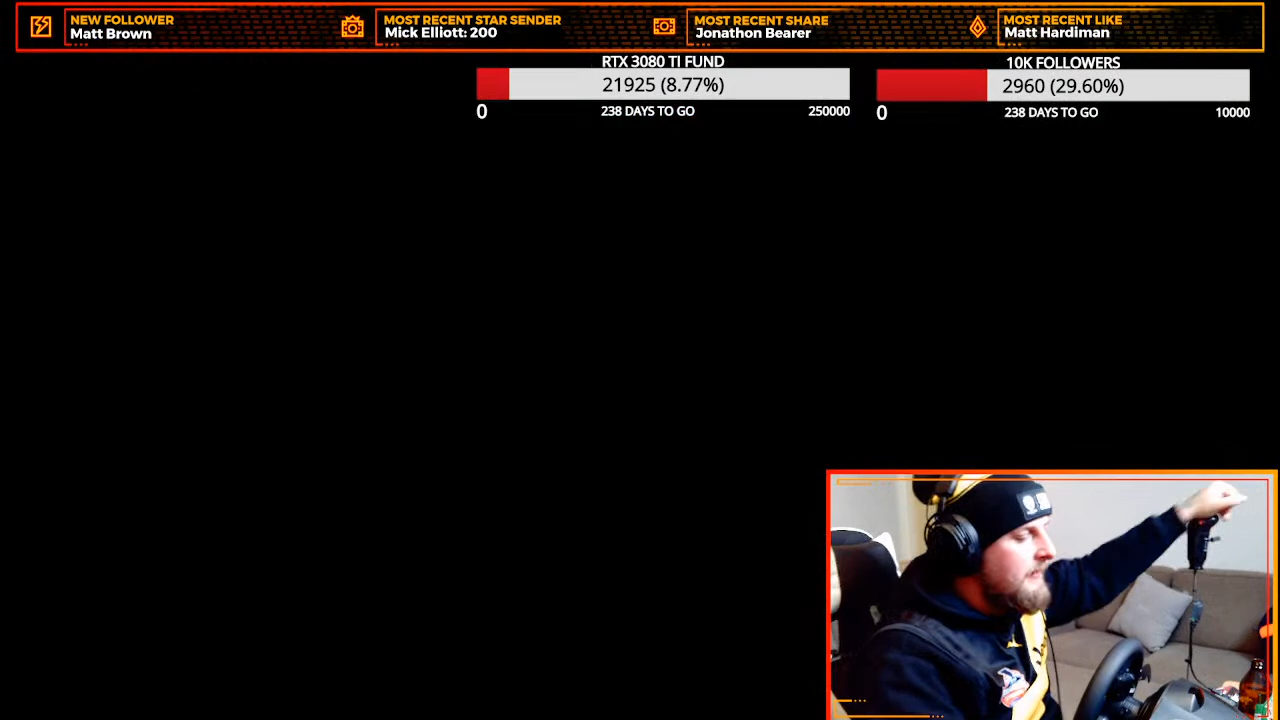 NEW FOLLOWER
Matt Brown
MOST RECENT STAR SENDER
Mick Elliott: 200
MOST RECENT SHARE
Jonathon Bearer
MOST RECENT LIKE
Matt Hardiman
RTX 3080 TI FUND
21925 (8.77%)
0
238 DAYS TO GO
250000
10K FOLLOWERS
2960 (29.60%)
0
238 DAYS TO GO
10000